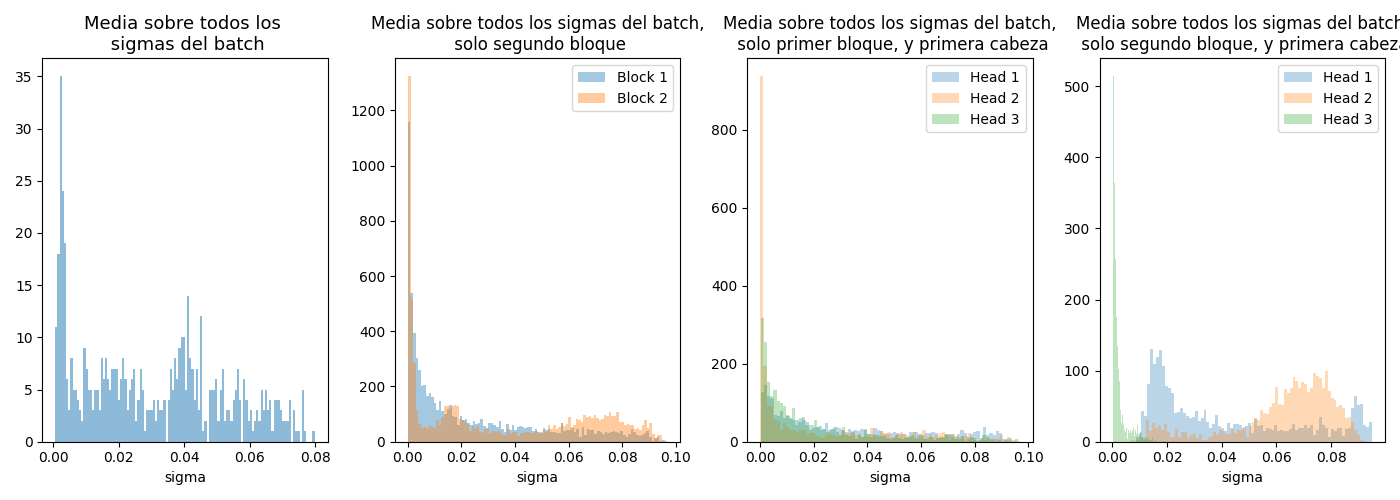 Media sobre todos los
sigmas del batch
35
30
25
20
15
10
5
0
0.00 0.02 0.04 0.06 0.08
sigma
Media sobre todos los sigmas del batch,
solo segundo bloque
Block 1
Block 2
1200
1000
800
600
400
200
0
0.00 0.02 0.04 0.06 0.08 0.10
sigma
Media sobre todos los sigmas del batch,
solo primer bloque, y primera cabeza
Head 1
Head 2
Head 3
800
600
400
200
0
0.00 0.02 0.04 0.06 0.08 0.10
sigma
Media sobre todos los sigmas del batch
solo segundo bloque, y primera cabeza
Head 1
Head 2
Head 3
500
400
300
200
100
0
0.00 0.02 0.04 0.06 0.08
sigma